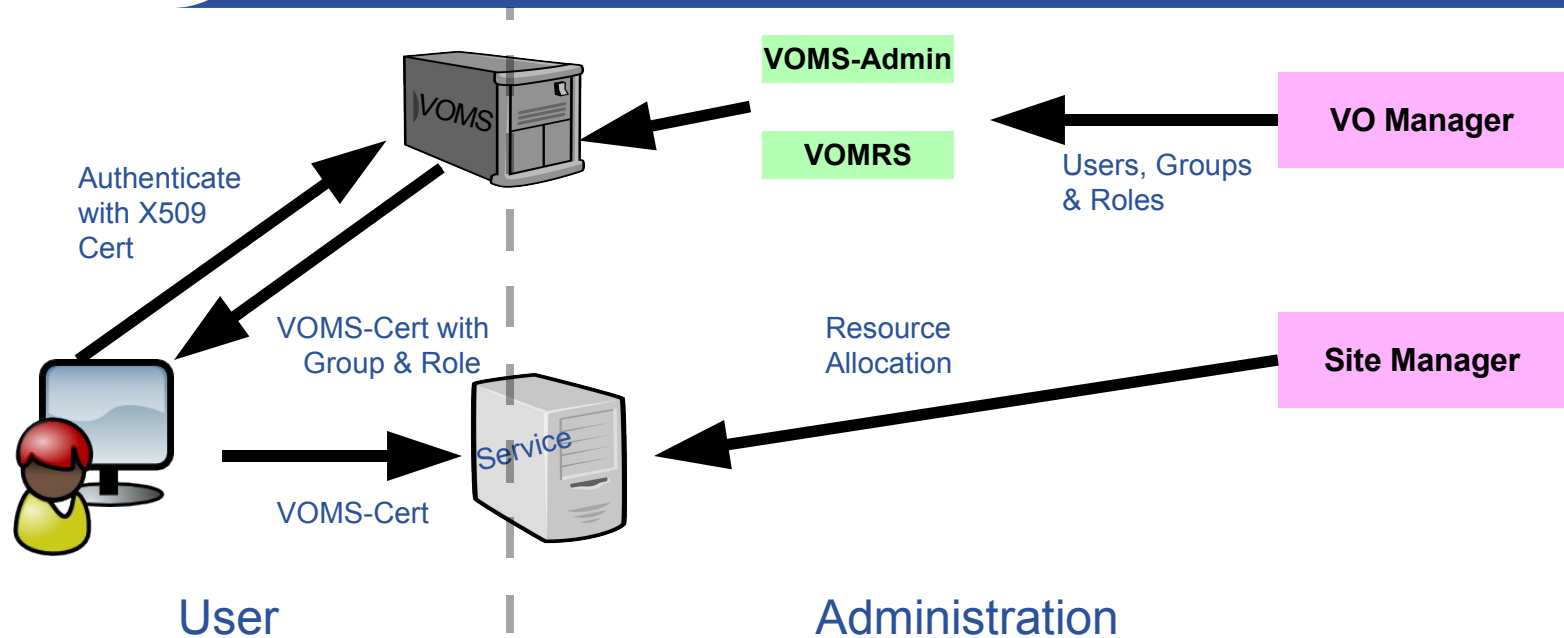 VOMS
VOMS-Admin
VOMRS
VO Manager
Users, Groups
& Roles
Authenticate
with X509
Cert
VOMS-Cert with
Group & Role
Resource
Allocation
Site Manager
Service
VOMS-Cert
User
Administration